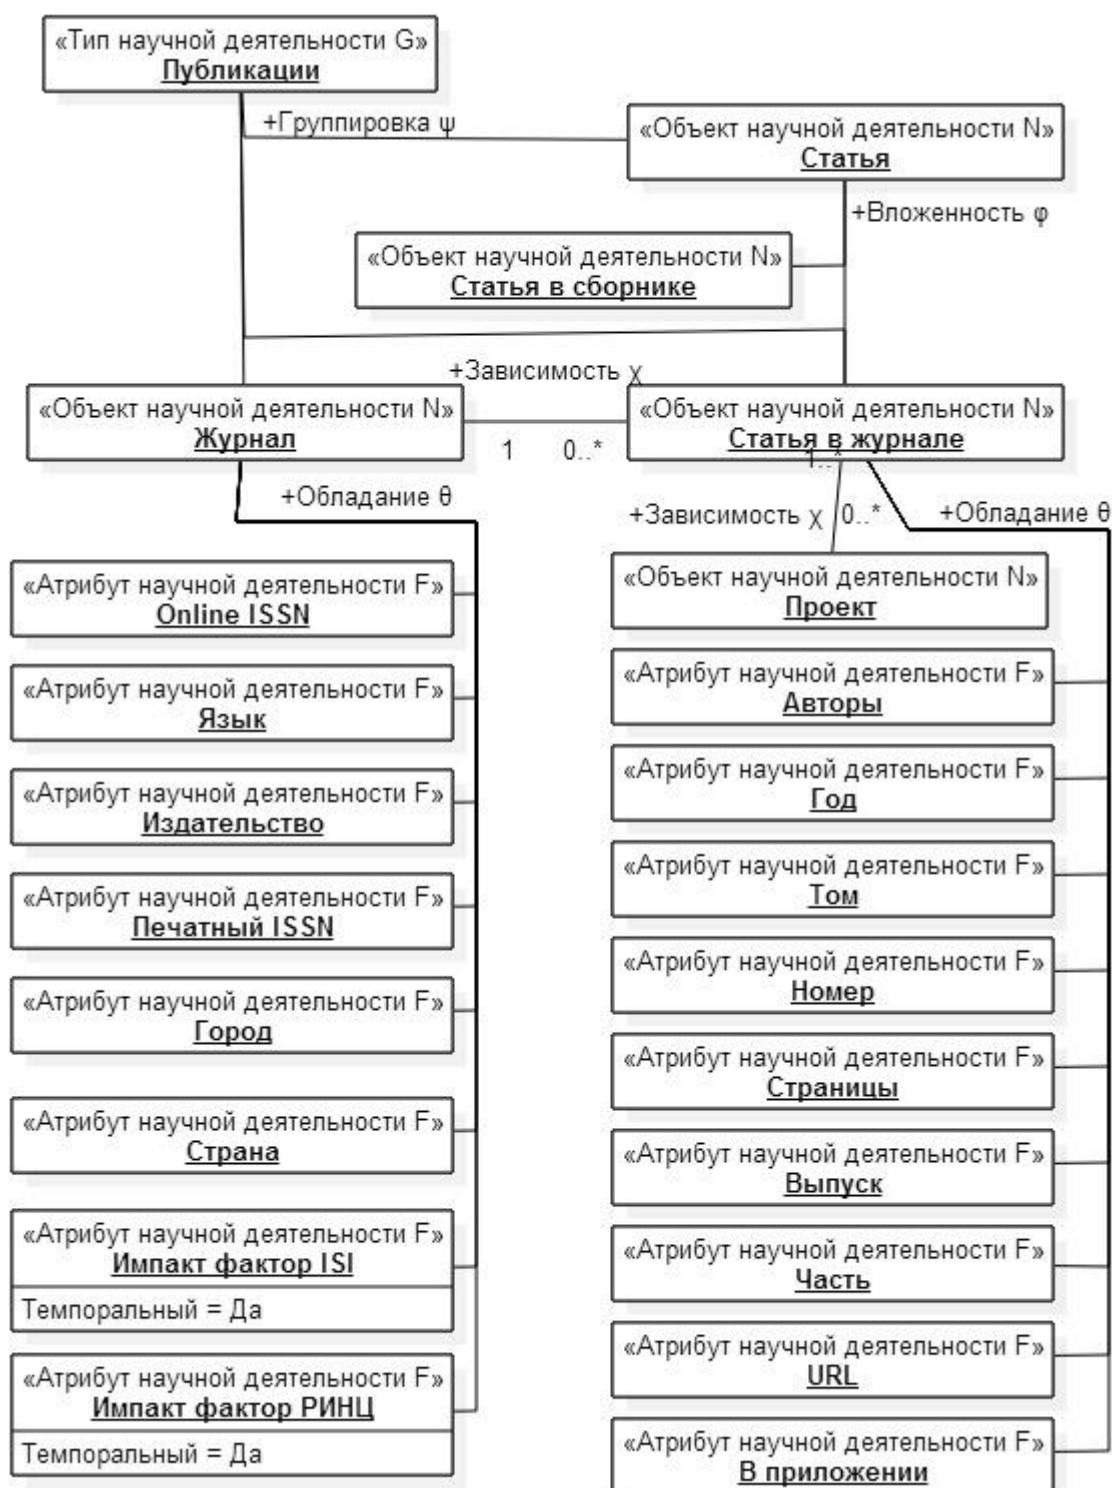 «Тип научной деятельности G»
Публикации
+Группировка ψ
«Объект научной деятельности N»
Статья
+Вложенность φ
«Объект научной деятельности N»
Статья в сборнике
+Зависимость χ
«Объект научной деятельности N»
Журнал
1 0..*
«Объект научной деятельности N»
Статья в журнале
1..*
+Обладание θ
+Зависимость χ 0..*
+Обладание θ
«Атрибут научной деятельности F»
Online ISSN
«Атрибут научной деятельности F»
Язык
«Атрибут научной деятельности F»
Издательство
«Атрибут научной деятельности F»
Печатный ISSN
«Атрибут научной деятельности F»
Город
«Атрибут научной деятельности F»
Страна
«Атрибут научной деятельности F»
Импакт фактор ISI
Темпоральный = Да
«Атрибут научной деятельности F»
Импакт фактор РИНЦ
Темпоральный = Да
«Объект научной деятельности N»
Проект
«Атрибут научной деятельности F»
Авторы
«Атрибут научной деятельности F»
Год
«Атрибут научной деятельности F»
Том
«Атрибут научной деятельности F»
Номер
«Атрибут научной деятельности F»
Страницы
«Атрибут научной деятельности F»
Выпуск
«Атрибут научной деятельности F»
Часть
«Атрибут научной деятельности F»
URL
«Атрибут научной деятельности F»
В приложении